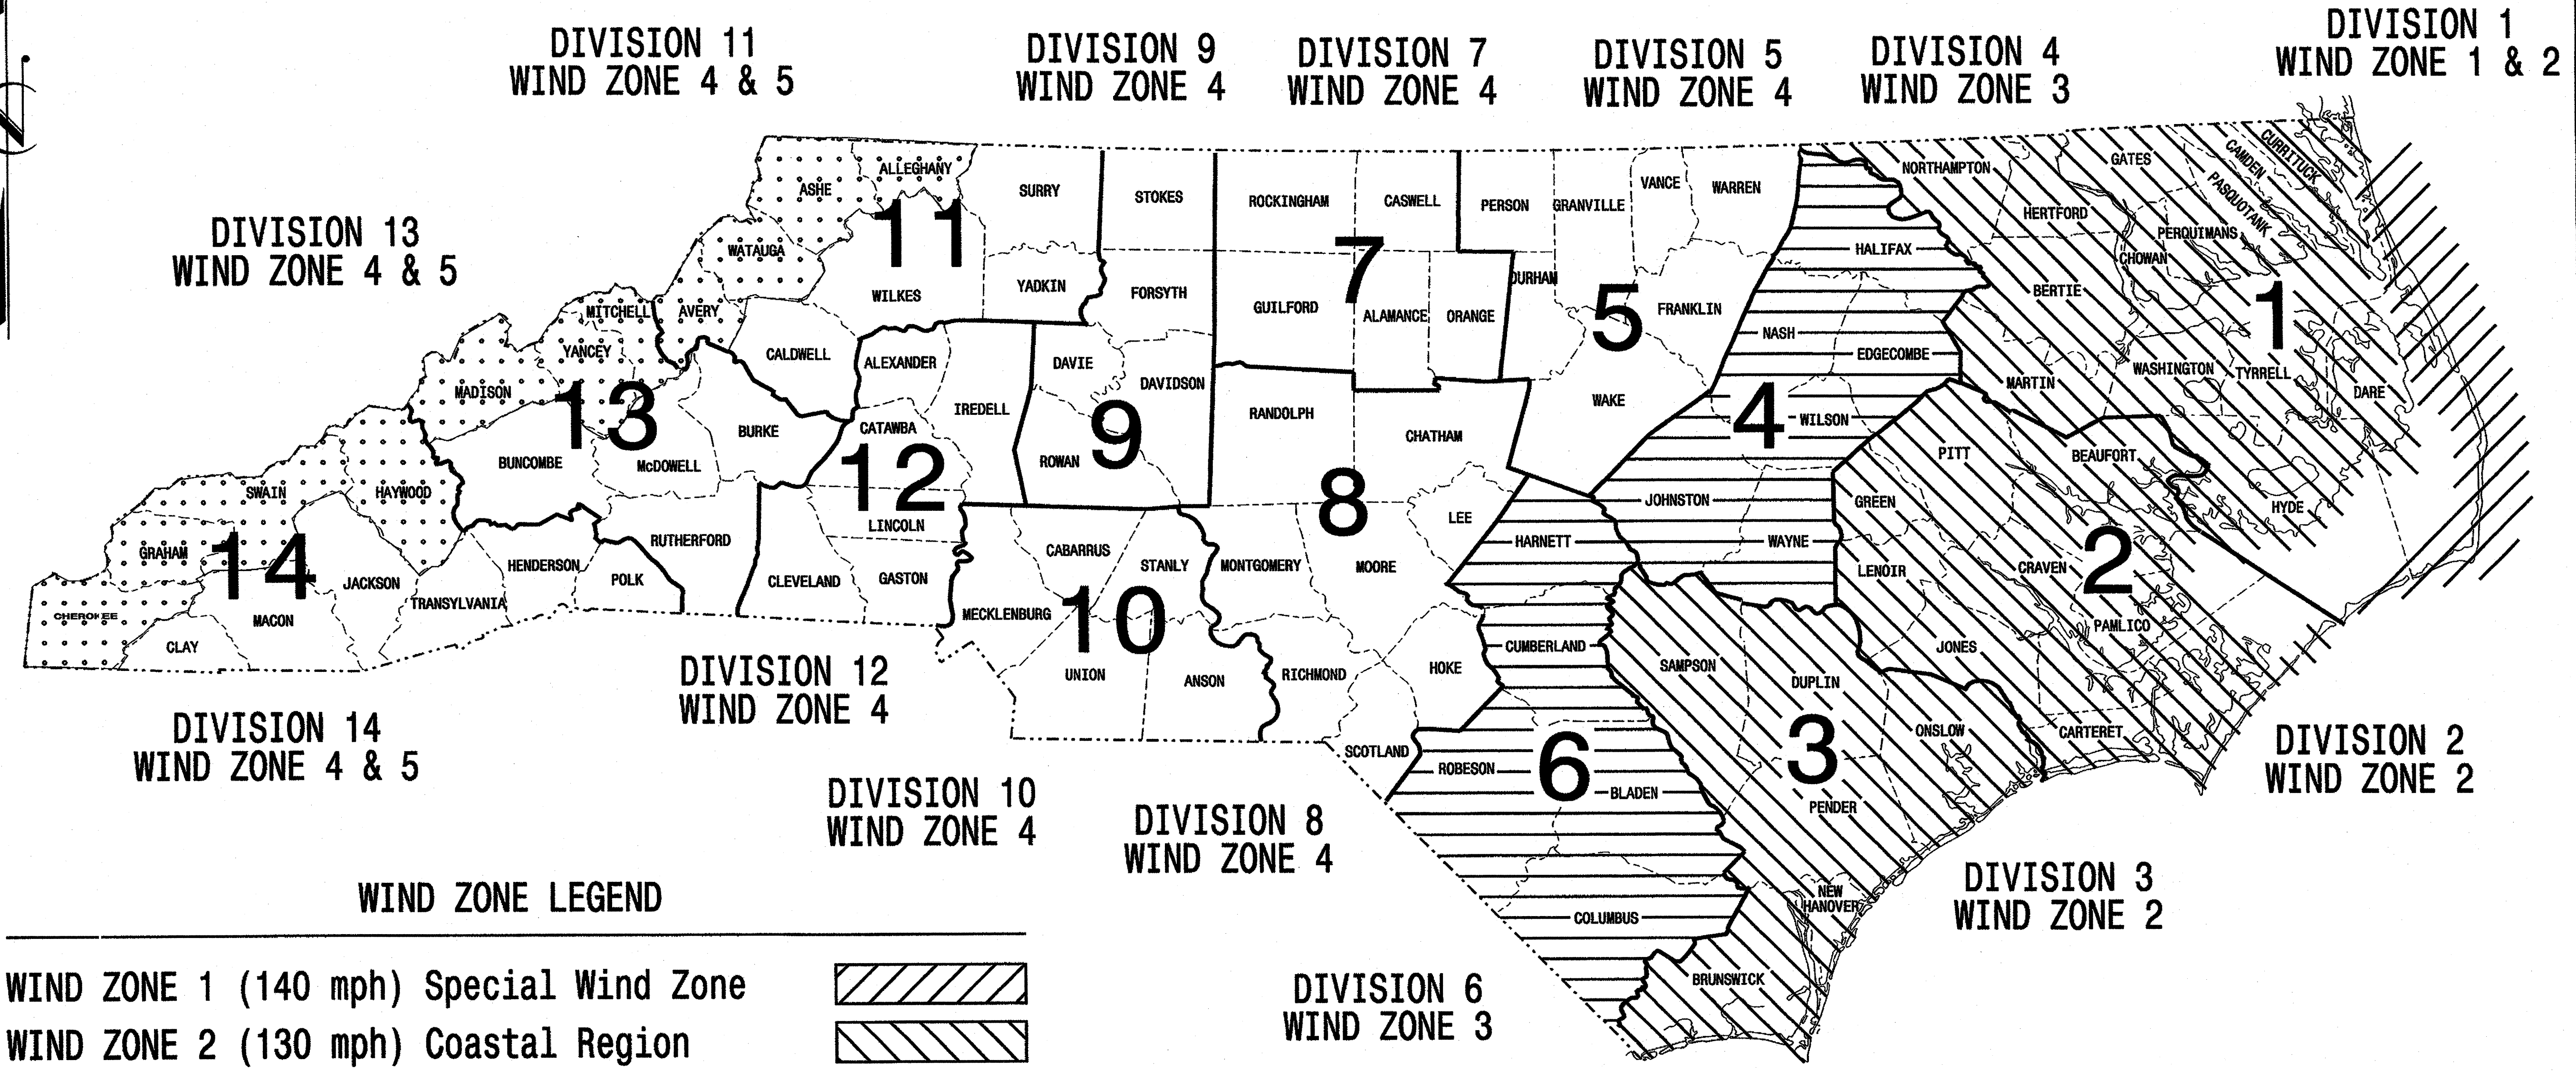 DIVISION 11
WIND ZONE 4 & 5
DIVISION 9
WIND ZONE 4
DIVISION 7
WIND ZONE 4
DIVISION 5
WIND ZONE 4
DIVISION 4
WIND ZONE 3
DIVISION 1
WIND ZONE 1 & 2
DIVISION 13
WIND ZONE 4 & 5
ASHE
ALLEGHANY
SURRY
STOKES
ROCKINGHAM
CASWELL
PERSON
GRANVILLE
VANCE
WARREN
NORTHAMPTON
GATES
CAMDEN
CURRITUCK
PASQUOTANK
HERTFORD
PERQUIMANS
CHOWAN
HALIFAX
BERTIE
11
WATAUGA
WILKES
YADKIN
FORSYTH
7
GUILFORD
ALAMANCE
ORANGE
DURHAM
5
FRANKLIN
NASH
EDGECOMBE
1
MITCHELL
AVERY
YANCEY
CALDWELL
ALEXANDER
DAVIE
DAVIDSON
MARTIN
WASHINGTON
TYRRELL
DARE
MADISON
13
BURKE
CATAWBA
IREDELL
9
RANDOLPH
CHATHAM
WAKE
4
WILSON
PITT
BEAUFORT
BUNCOMBE
McDOWELL
12
ROWAN
SWAIN
HAYWOOD
LINCOLN
8
LEE
JOHNSTON
GREEN
HYDE
GRAHAM
14
JACKSON
HENDERSON
RUTHERFORD
CABARRUS
STANLY
MONTGOMERY
MOORE
HARNETT
WAYNE
LENOIR
CRAVEN
2
CHEROKEE
CLAY
MACON
TRANSYLVANIA
POLK
CLEVELAND
GASTON
MECKLENBURG
10
UNION
ANSON
RICHMOND
HOKE
CUMBERLAND
SAMPSON
DUPLIN
JONES
PAMLICO
DIVISION 12
WIND ZONE 4
DIVISION 14
WIND ZONE 4 & 5
SCOTLAND
ROBESON
6
BLADEN
3
PENDER
ONSLOW
CARTERET
DIVISION 2
WIND ZONE 2
DIVISION 10
WIND ZONE 4
DIVISION 8
WIND ZONE 4
NEW
HANOVER
COLUMBUS
BRUNSWICK
DIVISION 3
WIND ZONE 2
DIVISION 6
WIND ZONE 3
WIND ZONE LEGEND
WIND ZONE 1 (140 mph) Special Wind Zone
WIND ZONE 2 (130 mph) Coastal Region